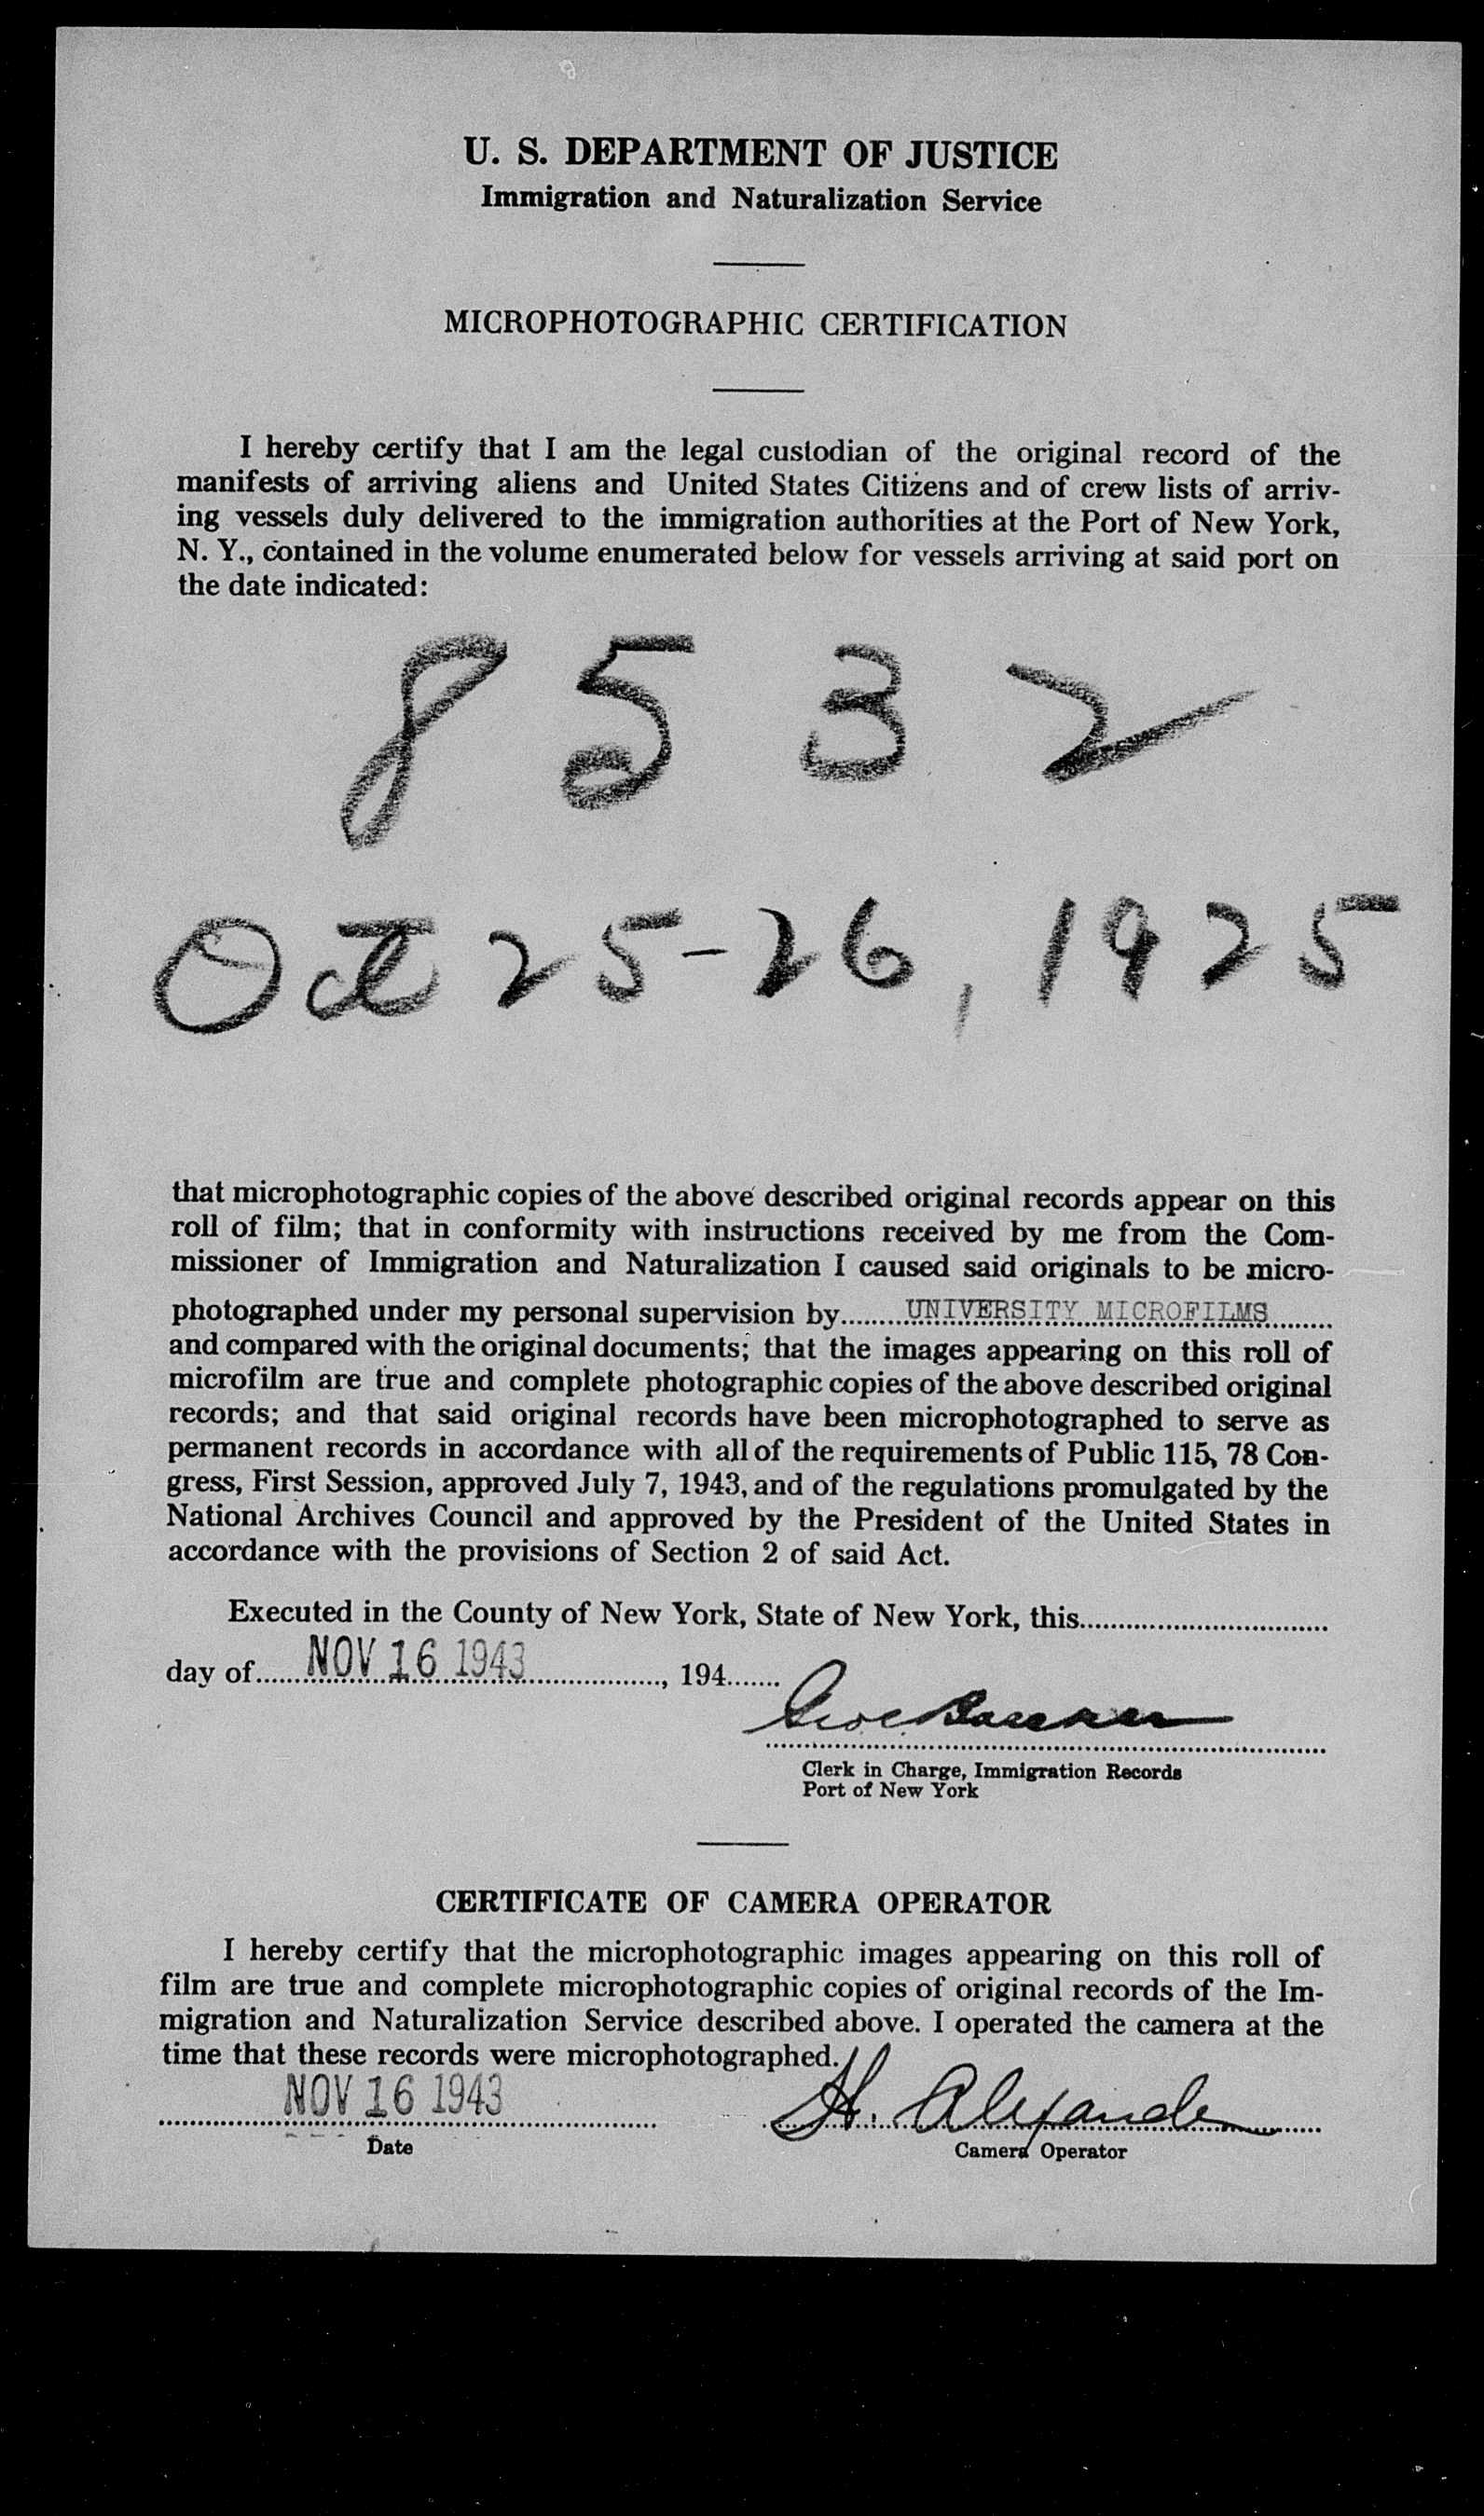 U. S. DEPARTMENT OF JUSTICE
Immigration and Naturalization Service
MICROPHOTOGRAPHIC CERTIFICATION
I hereby certify that I am the legal custodian of the original record of the
manifests of arriving aliens and United States Citizens and of crew lists of arriv-
ing vessels duly delivered to the immigration authorities at the Port of New York,
N. Y., contained in the volume enumerated below for vessels arriving at said port on
the date indicated:
8532
Oct 25-26, 1925
that microphotographic copies of the above described original records appear on this
roll of film; that in conformity with instructions received by me from the Com-
missioner of Immigration and Naturalization I caused said originals to be micro-
photographed under my personal supervision by........UNIVERSITY MICROFILMS........
and compared with the original documents; that the images appearing on this roll of
microfilm are true and complete photographic copies of the above described original
records; and that said original records have been microphotographed to serve as
permanent records in accordance with all of the requirements of Public 115, 78 Con-
gress, First Session, approved July 7, 1943, and of the regulations promulgated by the
National Archives Council and approved by the President of the United States in
accordance with the provisions of Section 2 of said Act.
Executed in the County of New York, State of New York, this................................
day of......NOV 16 1943................, 194.......
Clerk in Charge, Immigration Records
Port of New York
CERTIFICATE OF CAMERA OPERATOR
I hereby certify that the microphotographic images appearing on this roll of
film are true and complete microphotographic copies of original records of the Im-
migration and Naturalization Service described above. I operated the camera at the
time that these records were microphotographed.
NOV 16 1943 H. Alexander
Date Camera Operator